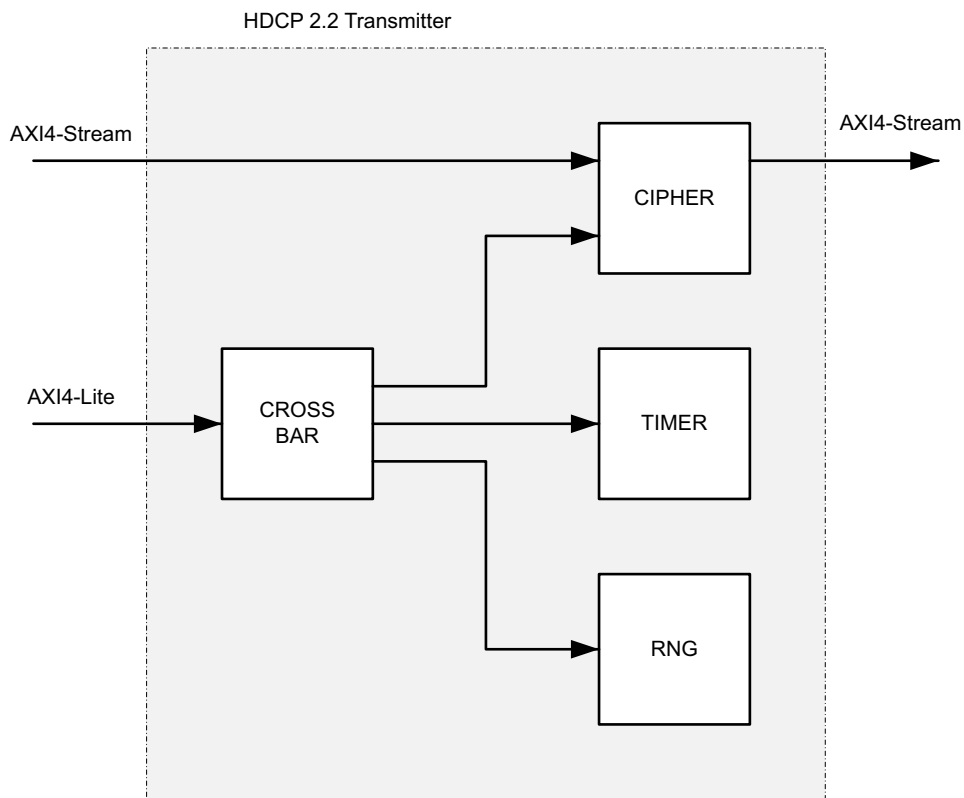 HDCP 2.2 Transmitter
AXI4-Stream
AXI4-Stream
CIPHER
AXI4-Lite
CROSS
BAR
TIMER
RNG